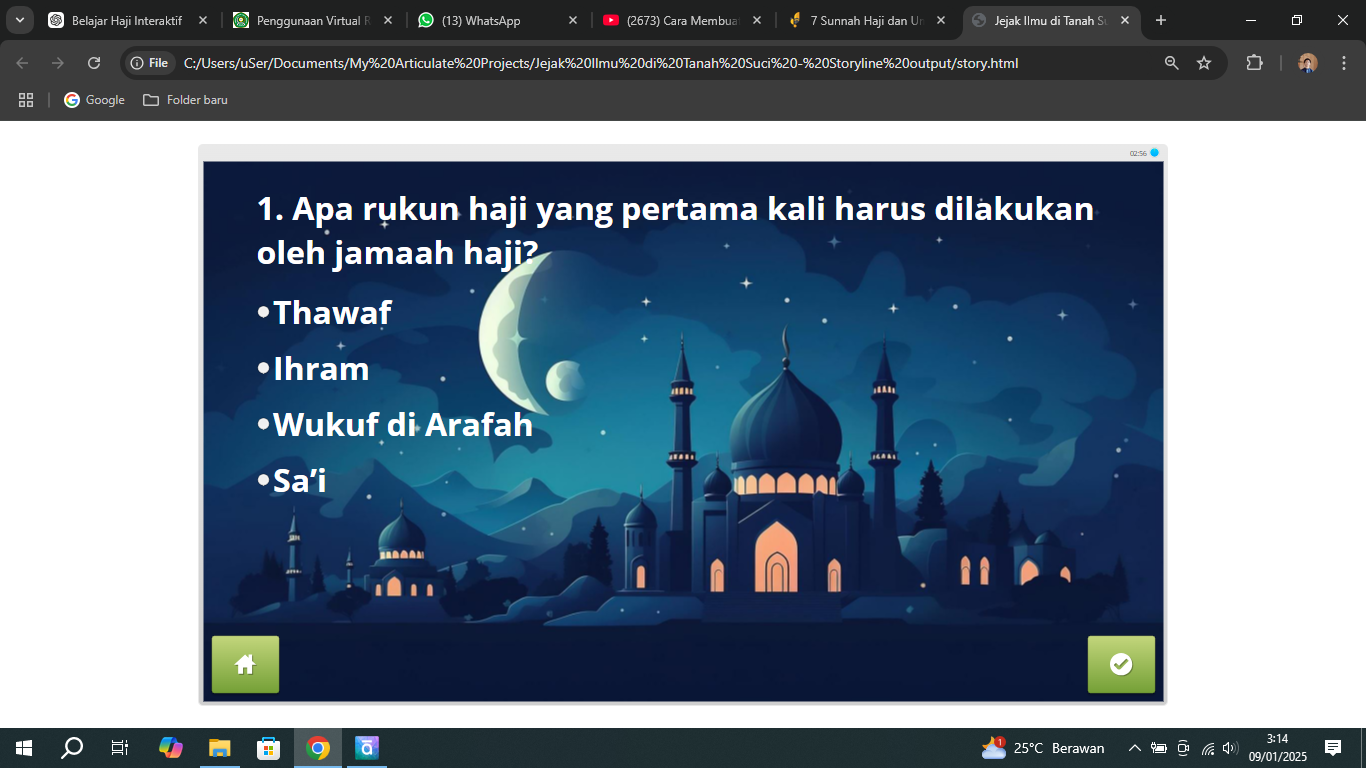 Belajar Haji Interaktif
Penggunaan Virtual R
(13) WhatsApp
(2673) Cara Membua
7 Sunnah Haji dan Um
Jejak Ilmu di Tanah Su
File
C:/Users/uSer/Documents/My%20Articulate%20Projects/Jejak%20Ilmu%20di%20Tanah%20Suci%20-%20Storyline%20output/story.html
Google
Folder baru
02:56
1. Apa rukun haji yang pertama kali harus dilakukan
oleh jamaah haji?
•Thawaf
•Ihram
•Wukuf di Arafah
•Sa’i
1
25°C Berawan
3:14
09/01/2025